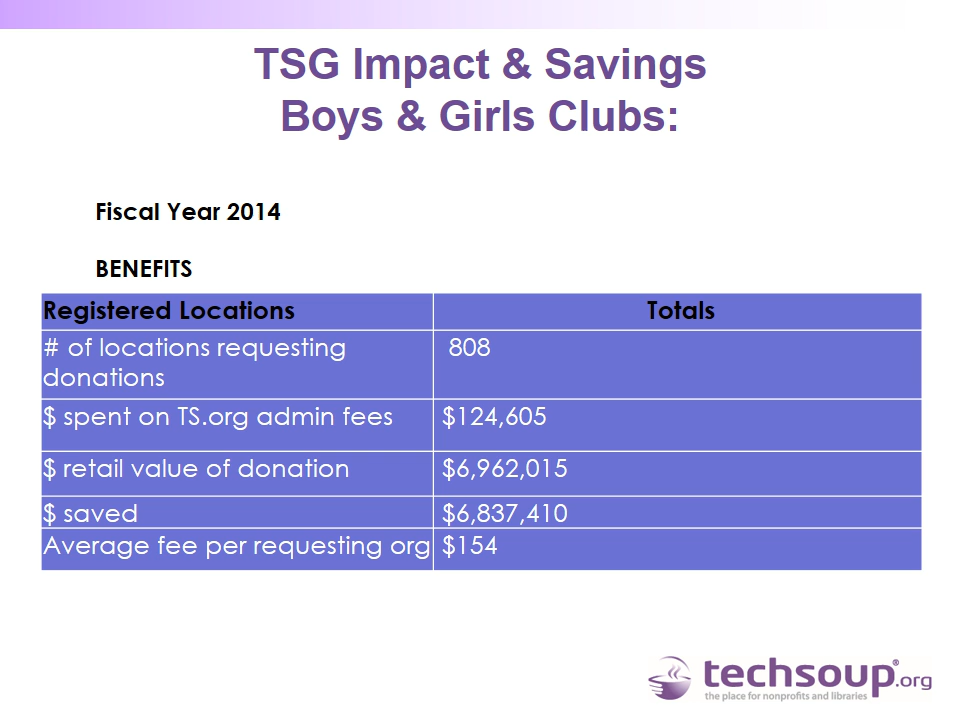 TSG Impact & Savings
Boys & Girls Clubs:
Fiscal Year 2014
BENEFITS
Registered Locations Totals
# of locations requesting 808
donations
$ spent on TS.org admin fees $124,605
$ retail value of donation $6,962,015
$ saved $6,837,410
Average fee per requesting org $154
techsoup®.org
the place for nonprofits and libraries